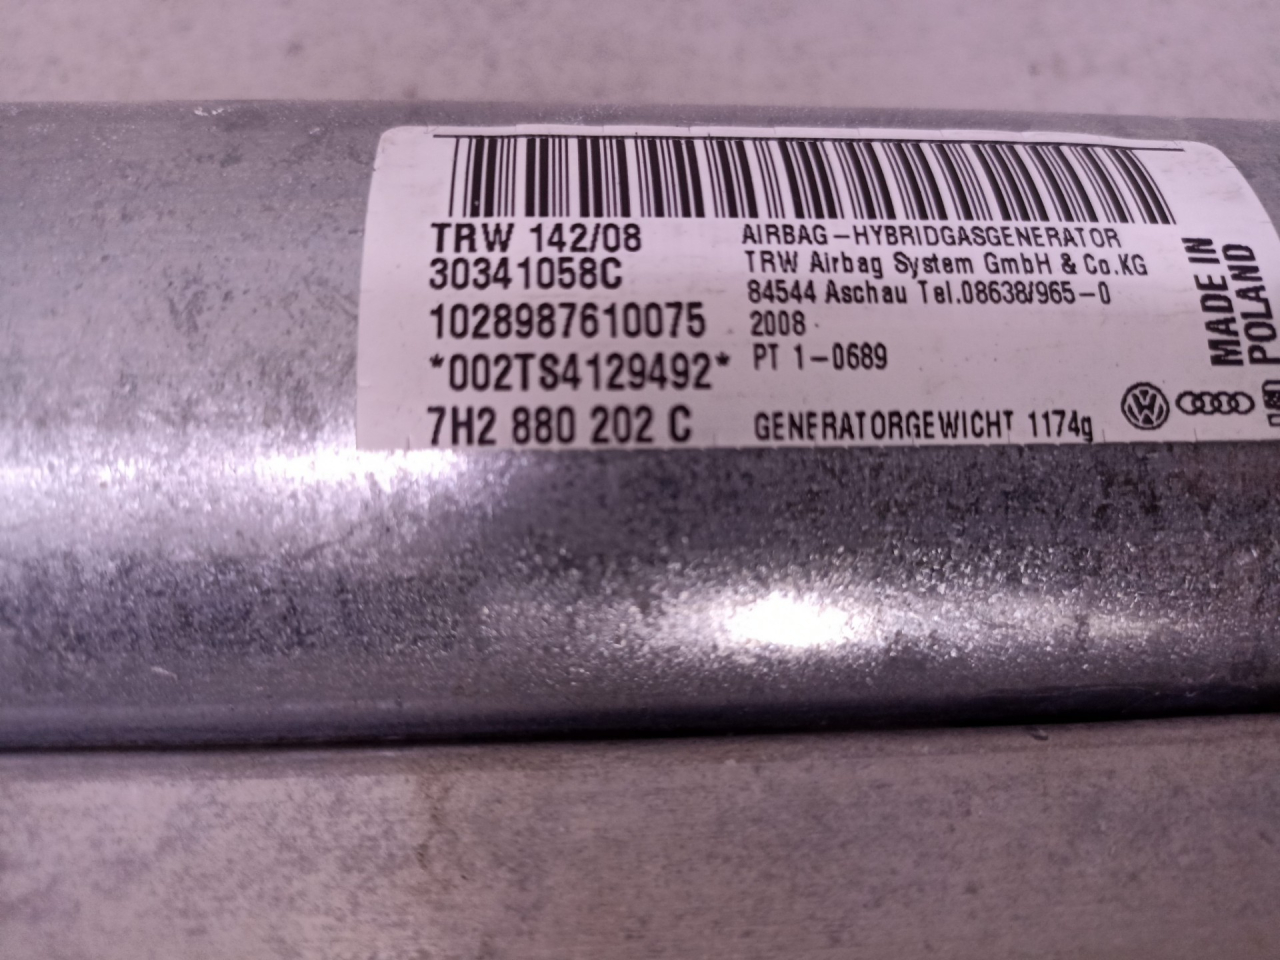 TRW 142/08
30341058C
1028987610075
*002TS4129492*
7H2 880 202 C
AIRBAG-HYBRIDGASGENERATOR
TRW Airbag System GmbH & Co.KG
84544 Aschau Tel.08638/965-0
2008
PT 1-0689
GENERATORGEWICHT 1174g
MADE IN
POLAND